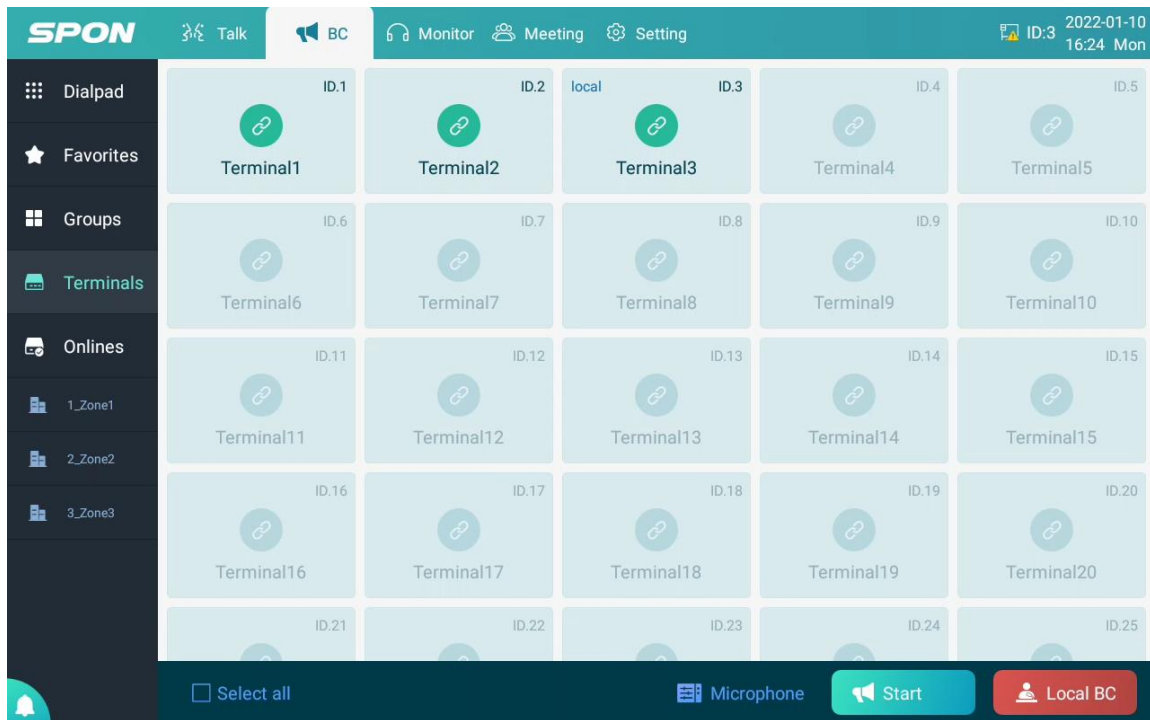 SPON
Talk
BC
Monitor
Meeting
Setting
ID:3
2022-01-10
16:24 Mon
Dialpad
Favorites
Groups
Terminals
Onlines
1_Zone1
2_Zone2
3_Zone3
ID.1
Terminal1
ID.2
Terminal2
local
ID.3
Terminal3
ID.4
Terminal4
ID.5
Terminal5
ID.6
Terminal6
ID.7
Terminal7
ID.8
Terminal8
ID.9
Terminal9
ID.10
Terminal10
ID.11
Terminal11
ID.12
Terminal12
ID.13
Terminal13
ID.14
Terminal14
ID.15
Terminal15
ID.16
Terminal16
ID.17
Terminal17
ID.18
Terminal18
ID.19
Terminal19
ID.20
Terminal20
ID.21
ID.22
ID.23
ID.24
ID.25
Select all
Microphone
Start
Local BC